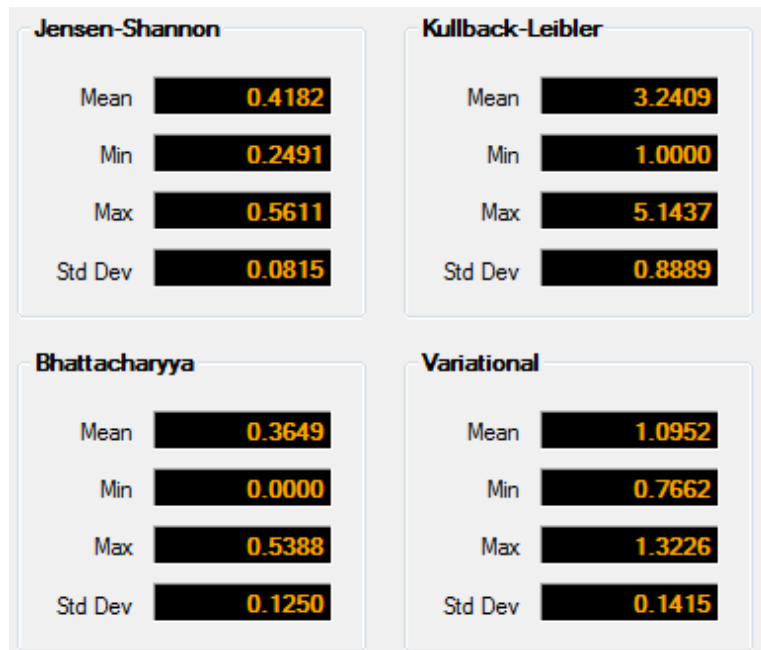 Jensen-Shannon
Mean 0.4182
Min 0.2491
Max 0.5611
Std Dev 0.0815
Kullback-Leibler
Mean 3.2409
Min 1.0000
Max 5.1437
Std Dev 0.8889
Bhattacharyya
Mean 0.3649
Min 0.0000
Max 0.5388
Std Dev 0.1250
Variational
Mean 1.0952
Min 0.7662
Max 1.3226
Std Dev 0.1415